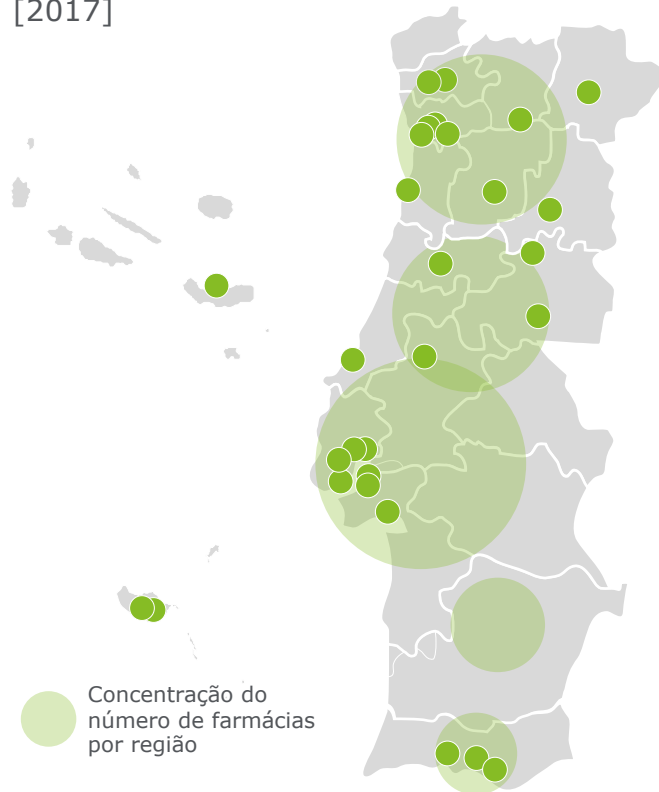 [2017]
Concentração do
número de farmácias
por região